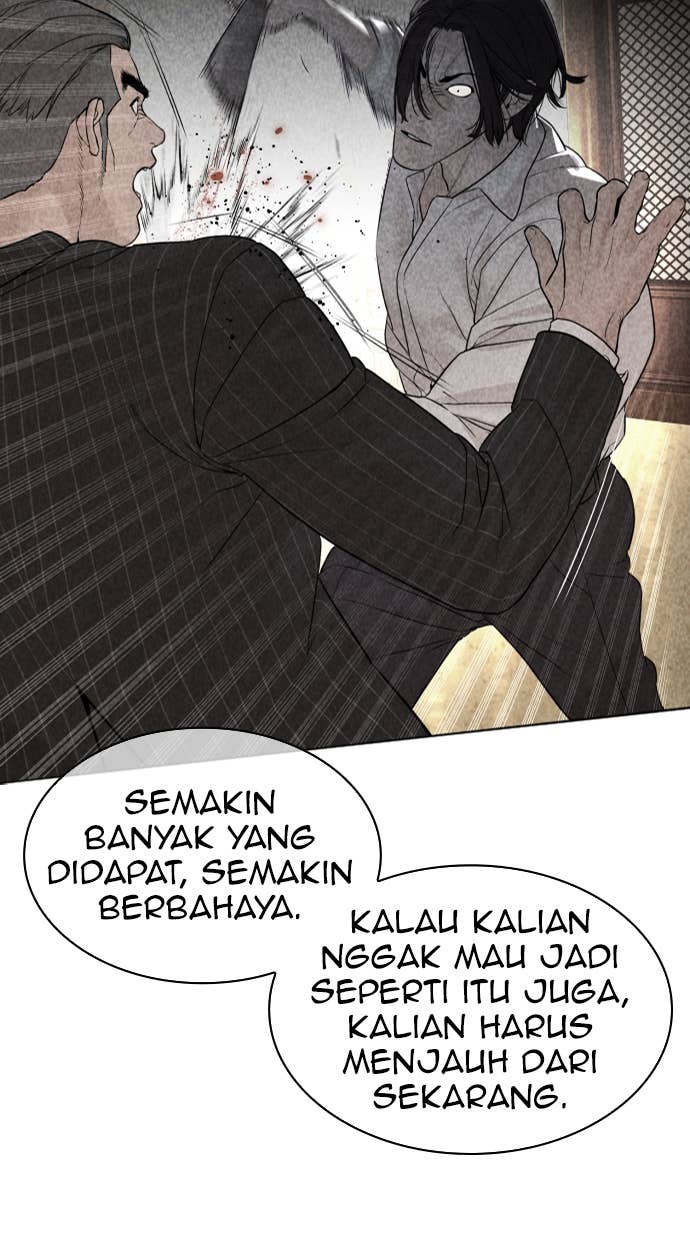 SEMAKIN
BANYAK YANG
DIDAPAT, SEMAKIN
BERBAHAYA.
KALAU KALIAN
NGGAK MAU JADI
SEPERTI ITU JUGA,
KALIAN HARUS
MENJAUH DARI
SEKARANG.